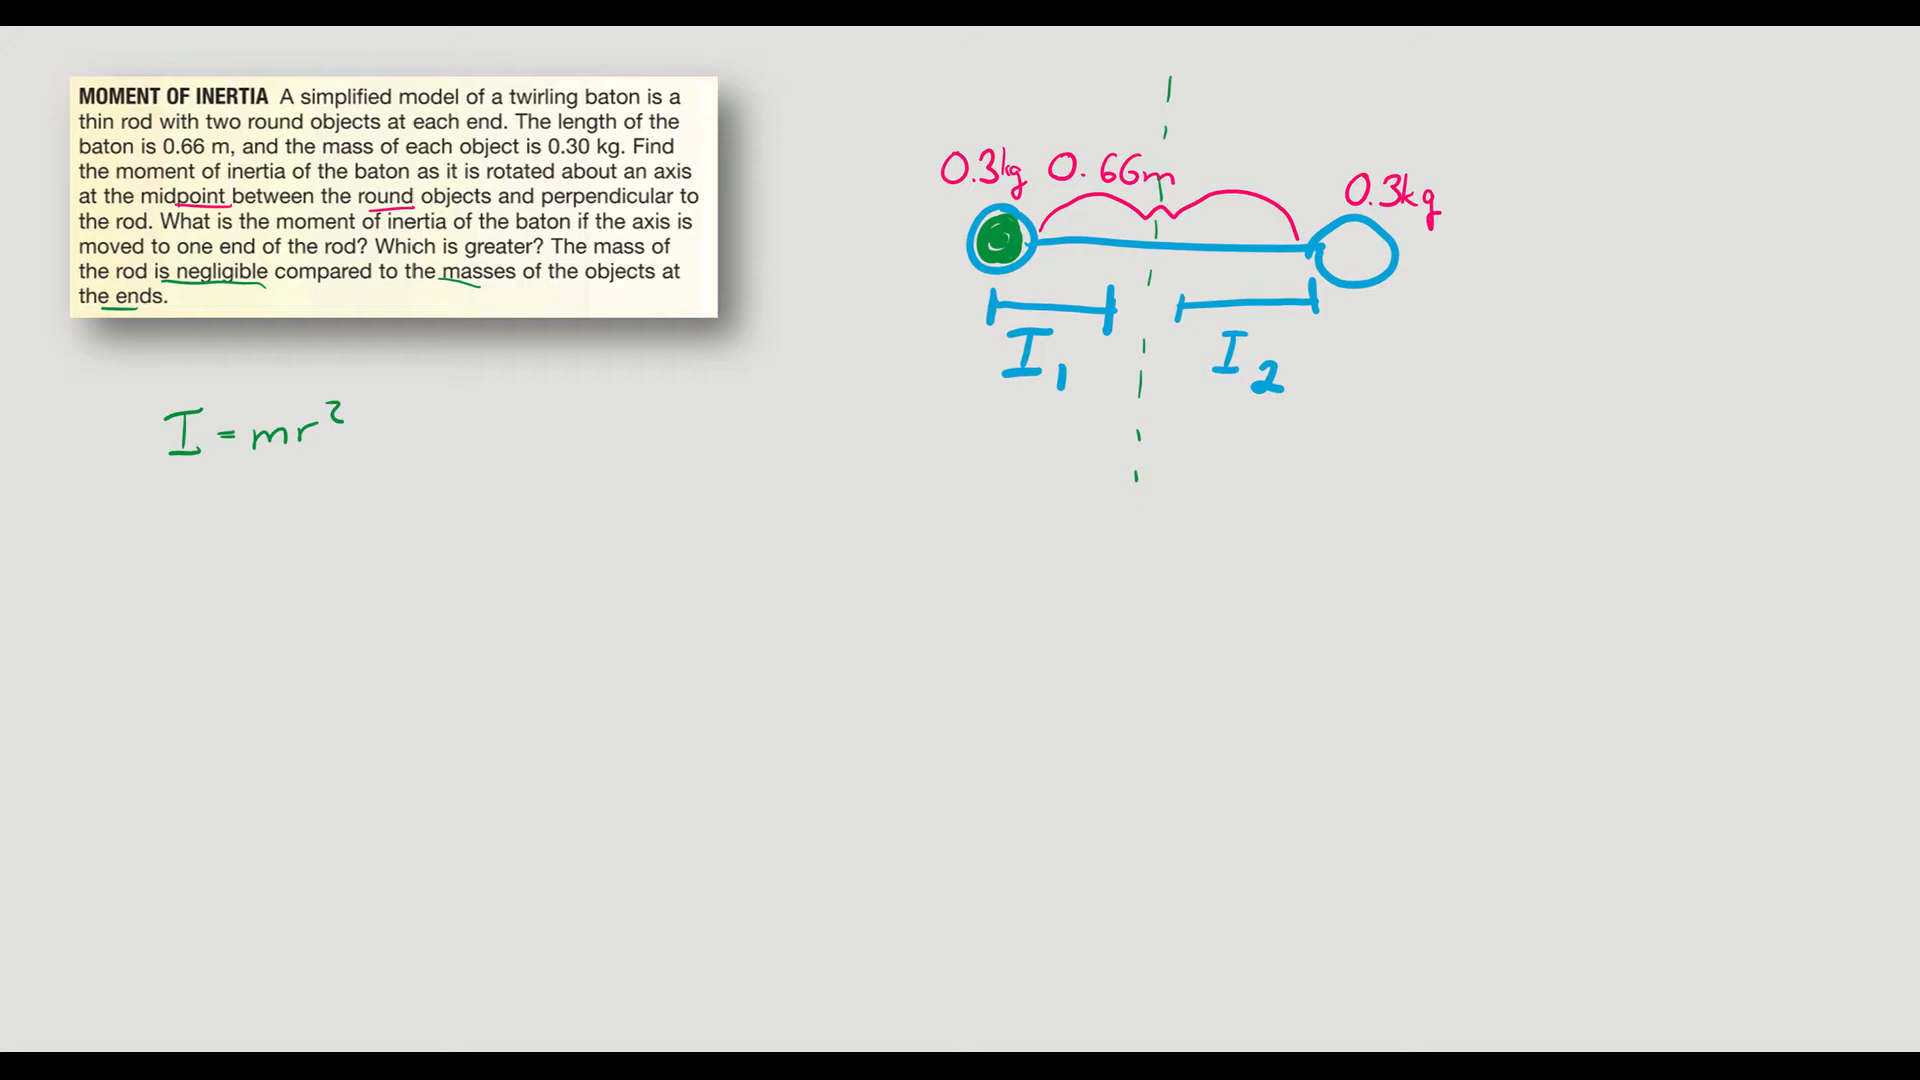 MOMENT OF INERTIA A simplified model of a twirling baton is a
thin rod with two round objects at each end. The length of the
baton is 0.66 m, and the mass of each object is 0.30 kg. Find
the moment of inertia of the baton as it is rotated about an axis
at the midpoint between the round objects and perpendicular to
the rod. What is the moment of inertia of the baton if the axis is
moved to one end of the rod? Which is greater? The mass of
the rod is negligible compared to the masses of the objects at
the ends.
0.3kg 0.66m 0.3kg
I₁ I₂
I = mr²